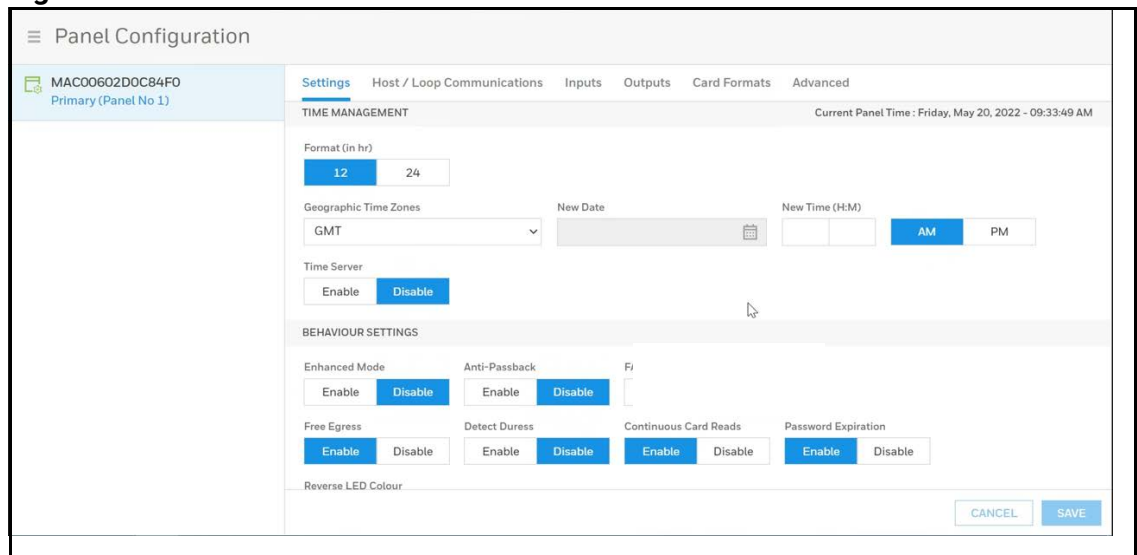 Panel Configuration
MAC00602D0C84F0
Primary (Panel No 1)
Settings Host / Loop Communications Inputs Outputs Card Formats Advanced
TIME MANAGEMENT Current Panel Time : Friday, May 20, 2022 - 09:33:49 AM
Format (in hr)
12 24
Geographic Time Zones New Date New Time (H:M)
GMT AM PM
Time Server
Enable Disable
BEHAVIOUR SETTINGS
Enhanced Mode Anti-Passback
Enable Disable Enable Disable
Free Egress Detect Duress Continuous Card Reads Password Expiration
Enable Disable Enable Disable Enable Disable Enable Disable
Reverse LED Colour
CANCEL SAVE